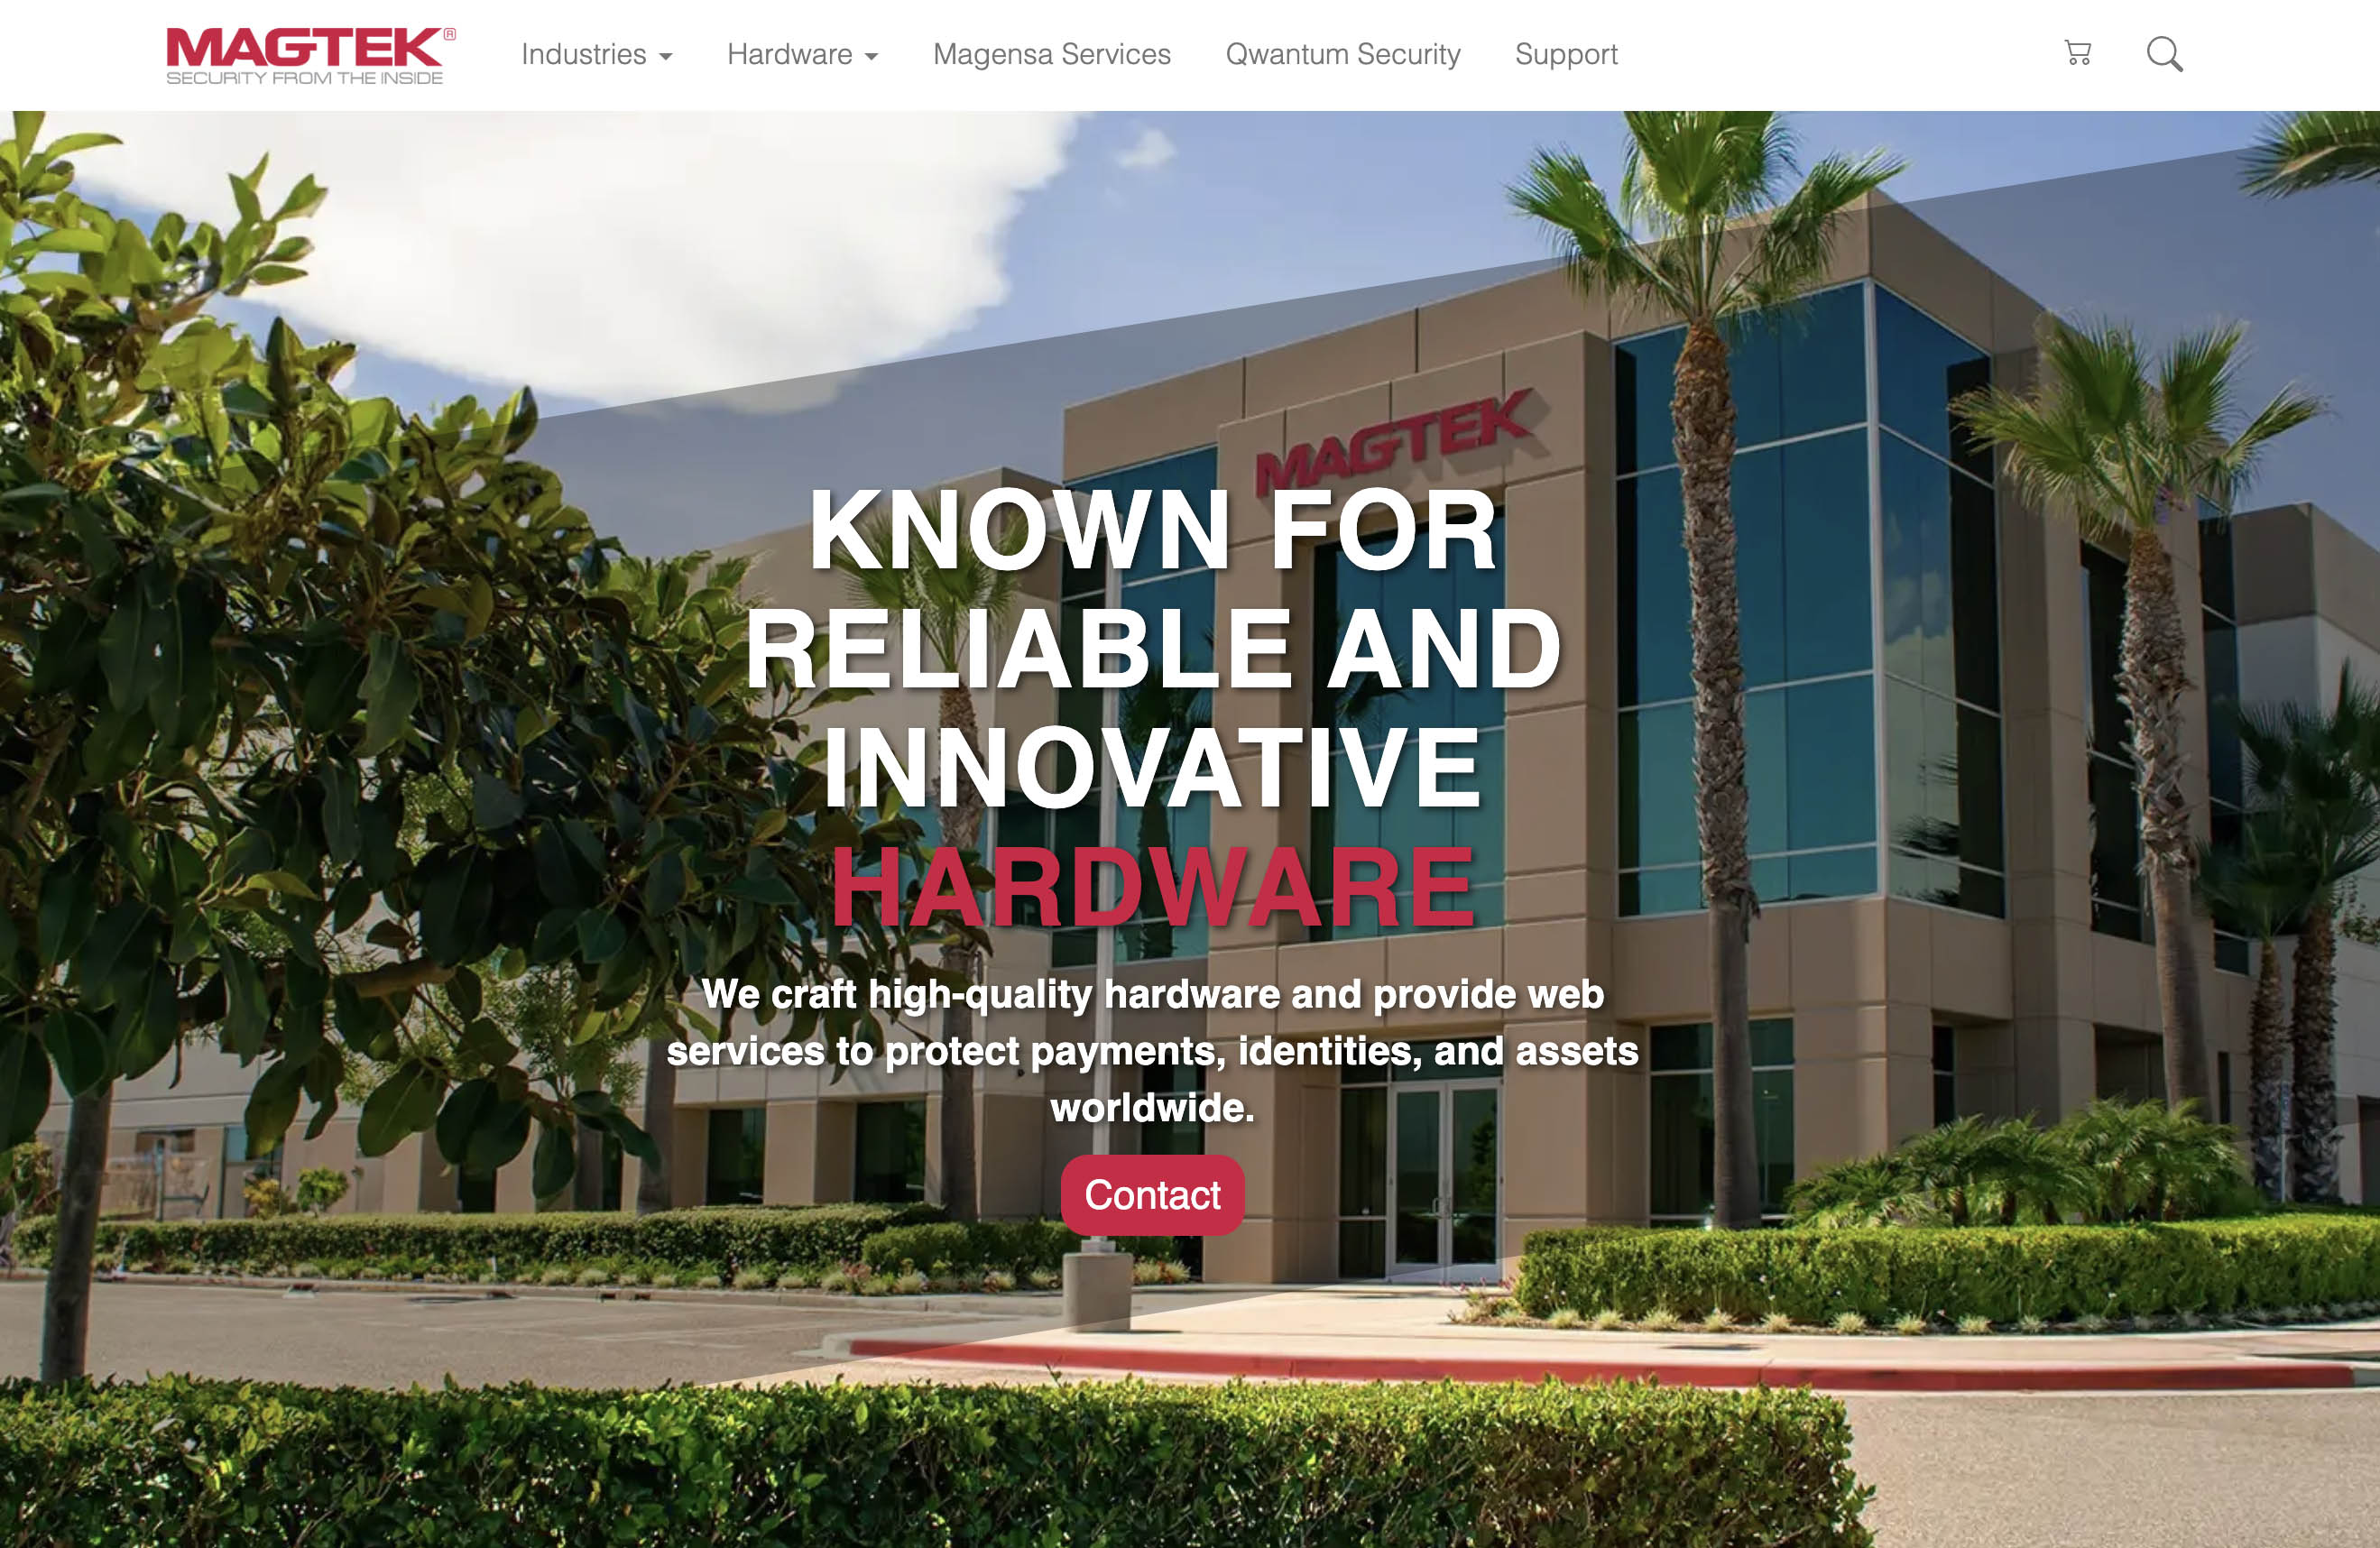 MAGTEK®
SECURITY FROM THE INSIDE
Industries
Hardware
Magensa Services
Qwantum Security
Support
MAGTEK
KNOWN FOR
RELIABLE AND
INNOVATIVE
HARDWARE
We craft high-quality hardware and provide web
services to protect payments, identities, and assets
worldwide.
Contact